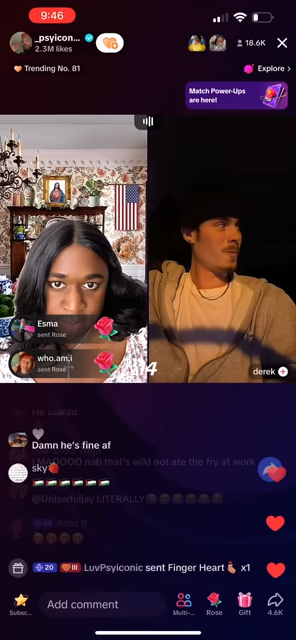 9:46
_psyicon...
2.3M likes
18.6K
Trending No. 81
Explore >
Match Power-Ups
are here!
Esma
sent Rose
who.am.i
sent Rose
14
derek
He scared
Damn he's fine af
LMAOOOO nah that's wild not ate the fry at work
sky
@Unlawfuljay LITERALLY
22 Asha R
20 III LuvPsyiconic sent Finger Heart x1
Add comment
Subsc...
Multi-...
Rose
Gift
4.6K